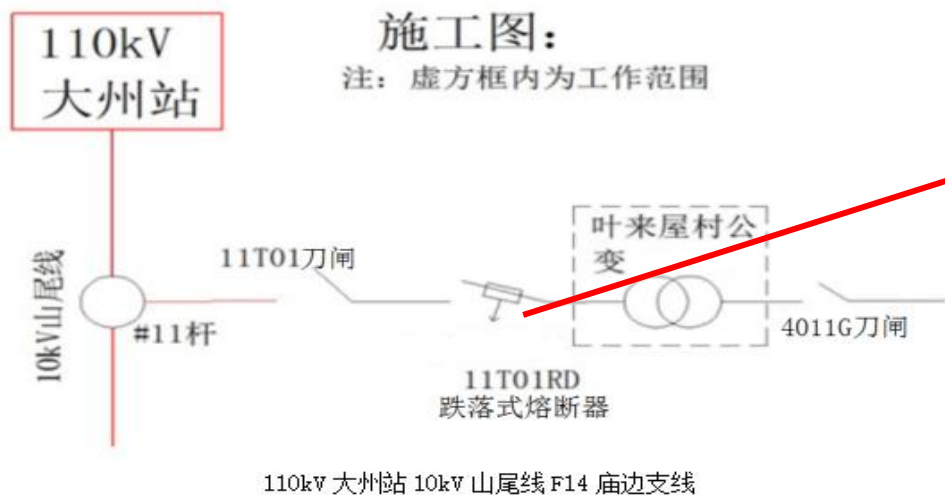 110kV
大州站
施工图：
注：虚方框内为工作范围
10kV山尾线
#11杆
11T01刀闸
11T01RD
跌落式熔断器
叶来屋村公
变
4011G刀闸
110kV 大州站 10kV 山尾线 F14 庙边支线